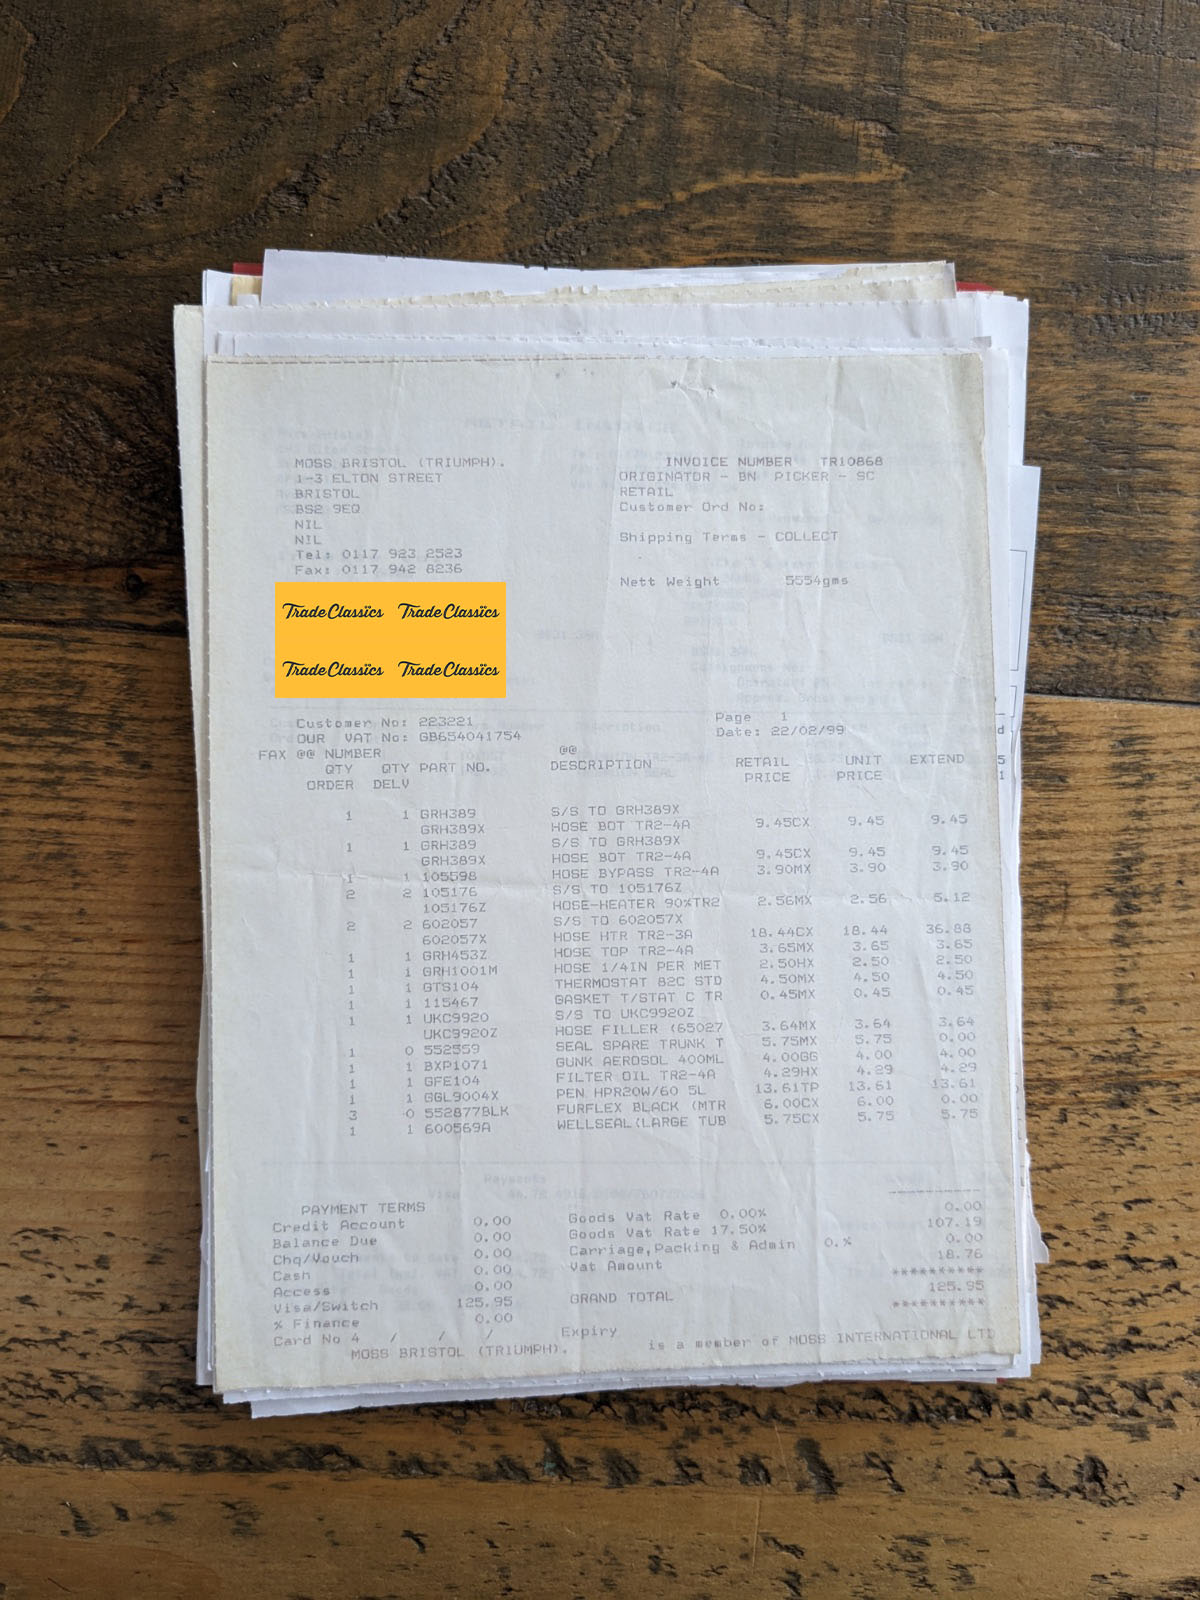 MOSS BRISTOL (TRIUMPH).
1-3 ELTON STREET
BRISTOL
BS2 9EQ
NIL
NIL
Tel: 0117 923 2523
Fax: 0117 942 8236
INVOICE NUMBER TR10868
ORIGINATOR - BN PICKER - SC
RETAIL
Customer Ord No:
Shipping Terms - COLLECT
Nett Weight 5554gms
Trade Classics Trade Classics
Trade Classics Trade Classics
Customer No: 223221
OUR VAT No: GB654041754
Page 1
Date: 22/02/99
FAX @@ NUMBER @@
QTY QTY PART NO. DESCRIPTION RETAIL UNIT EXTEND
ORDER DELV PRICE PRICE
1 1 GRH389 S/S TO GRH389X
GRH389X HOSE BOT TR2-4A 9.45CX 9.45 9.45
1 1 GRH389 S/S TO GRH389X
GRH389X HOSE BOT TR2-4A 9.45CX 9.45 9.45
1 1 105598 HOSE BYPASS TR2-4A 3.90MX 3.90 3.90
2 2 105176 S/S TO 105176Z
105176Z HOSE-HEATER 90%TR2 2.56MX 2.56 5.12
2 2 602057 S/S TO 602057X
602057X HOSE HTR TR2-3A 18.44CX 18.44 36.88
1 1 GRH453Z HOSE TOP TR2-4A 3.65MX 3.65 3.65
1 1 GRH1001M HOSE 1/4IN PER MET 2.50HX 2.50 2.50
1 1 GTS104 THERMOSTAT 82C STD 4.50MX 4.50 4.50
1 1 115467 GASKET T/STAT C TR 0.45MX 0.45 0.45
1 1 UKC9920 S/S TO UKC9920Z
UKC9920Z HOSE FILLER (65027 3.64MX 3.64 3.64
1 0 552559 SEAL SPARE TRUNK T 5.75MX 5.75 0.00
1 1 BXP1071 GUNK AEROSOL 400ML 4.00GG 4.00 4.00
1 1 GFE104 FILTER OIL TR2-4A 4.29HX 4.29 4.29
1 1 GGL9004X PEN HPR20W/60 5L 13.61TP 13.61 13.61
3 0 552877BLK FURFLEX BLACK (MTR 6.00CX 6.00 0.00
1 1 600569A WELLSEAL(LARGE TUB 5.75CX 5.75 5.75
PAYMENT TERMS
Credit Account 0.00
Balance Due 0.00
Chq/Vouch 0.00
Cash 0.00
Access 0.00
Visa/Switch 125.95
% Finance 0.00
Card No 4 / / / Expiry
Goods Vat Rate 0.00% 0.00
Goods Vat Rate 17.50% 107.19
Carriage,Packing & Admin 0.% 0.00
Vat Amount 18.76
**********
GRAND TOTAL 125.95
**********
MOSS BRISTOL (TRIUMPH). is a member of MOSS INTERNATIONAL LTD